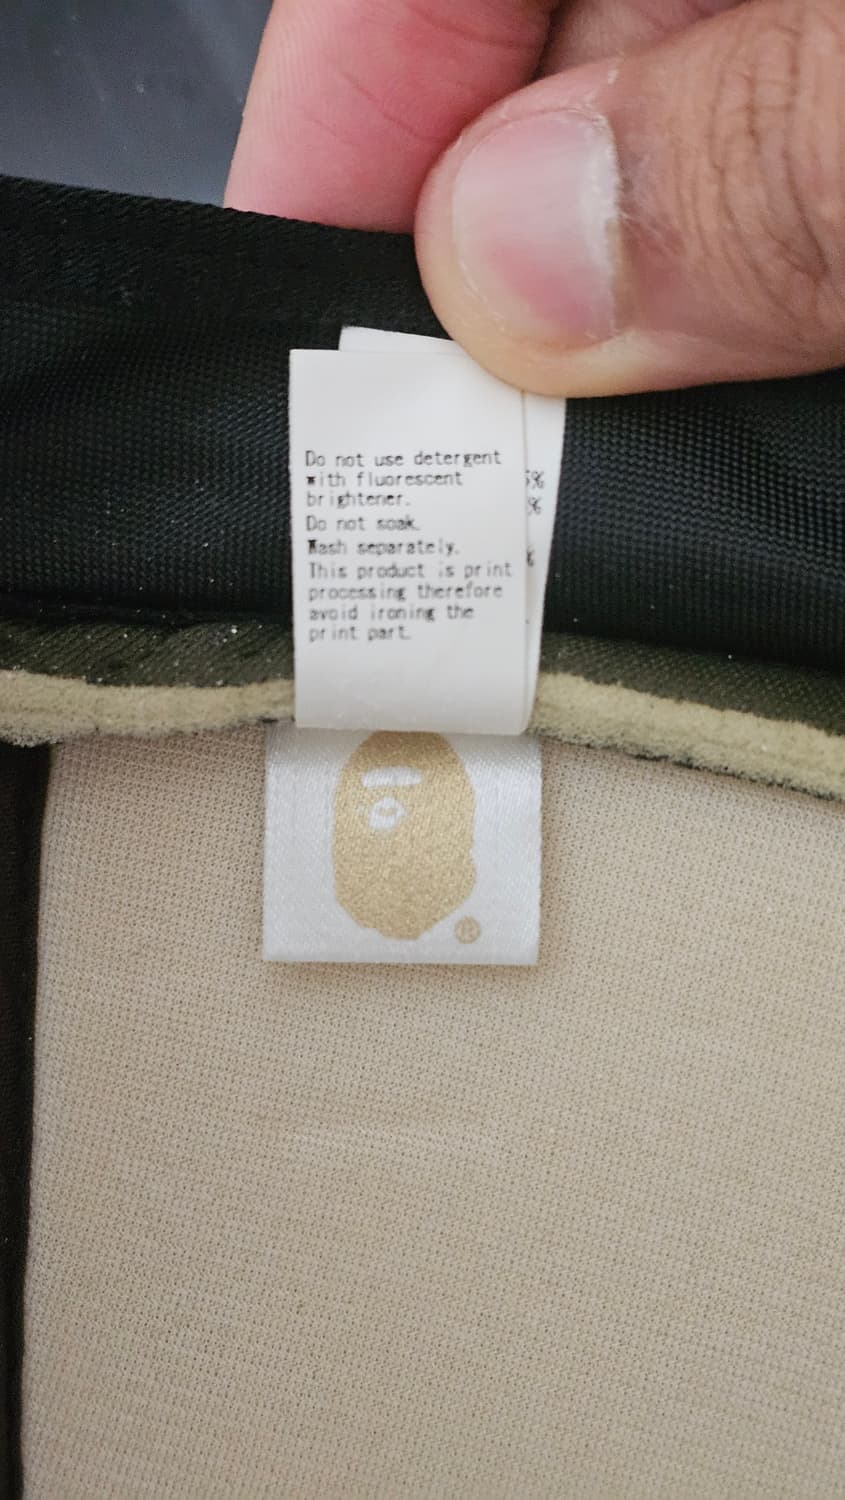 Do not use detergent
with fluorescent
brightener.
Do not soak.
Wash separately.
This product is print
processing therefore
avoid ironing the
print part.
5%
%
%
®